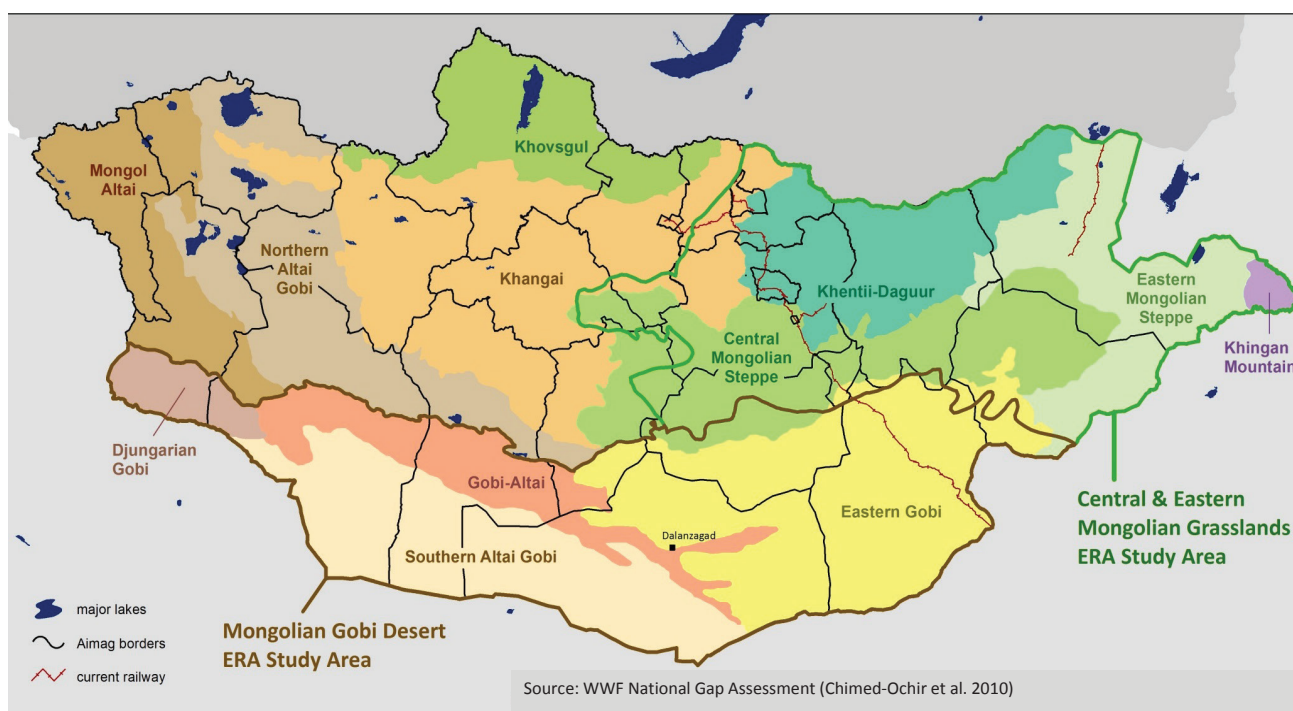 Khovsgul
Mongol
Altai
Northern
Altai
Gobi
Khangai
Khentii-Daguur
Eastern
Mongolian
Steppe
Central
Mongolian
Steppe
Khingan
Mountain
Djungarian
Gobi
Gobi-Altai
Eastern Gobi
Dalanzagad
Southern Altai Gobi
Central & Eastern
Mongolian Grasslands
ERA Study Area
Mongolian Gobi Desert
ERA Study Area
major lakes
Aimag borders
current railway
Source: WWF National Gap Assessment (Chimed-Ochir et al. 2010)